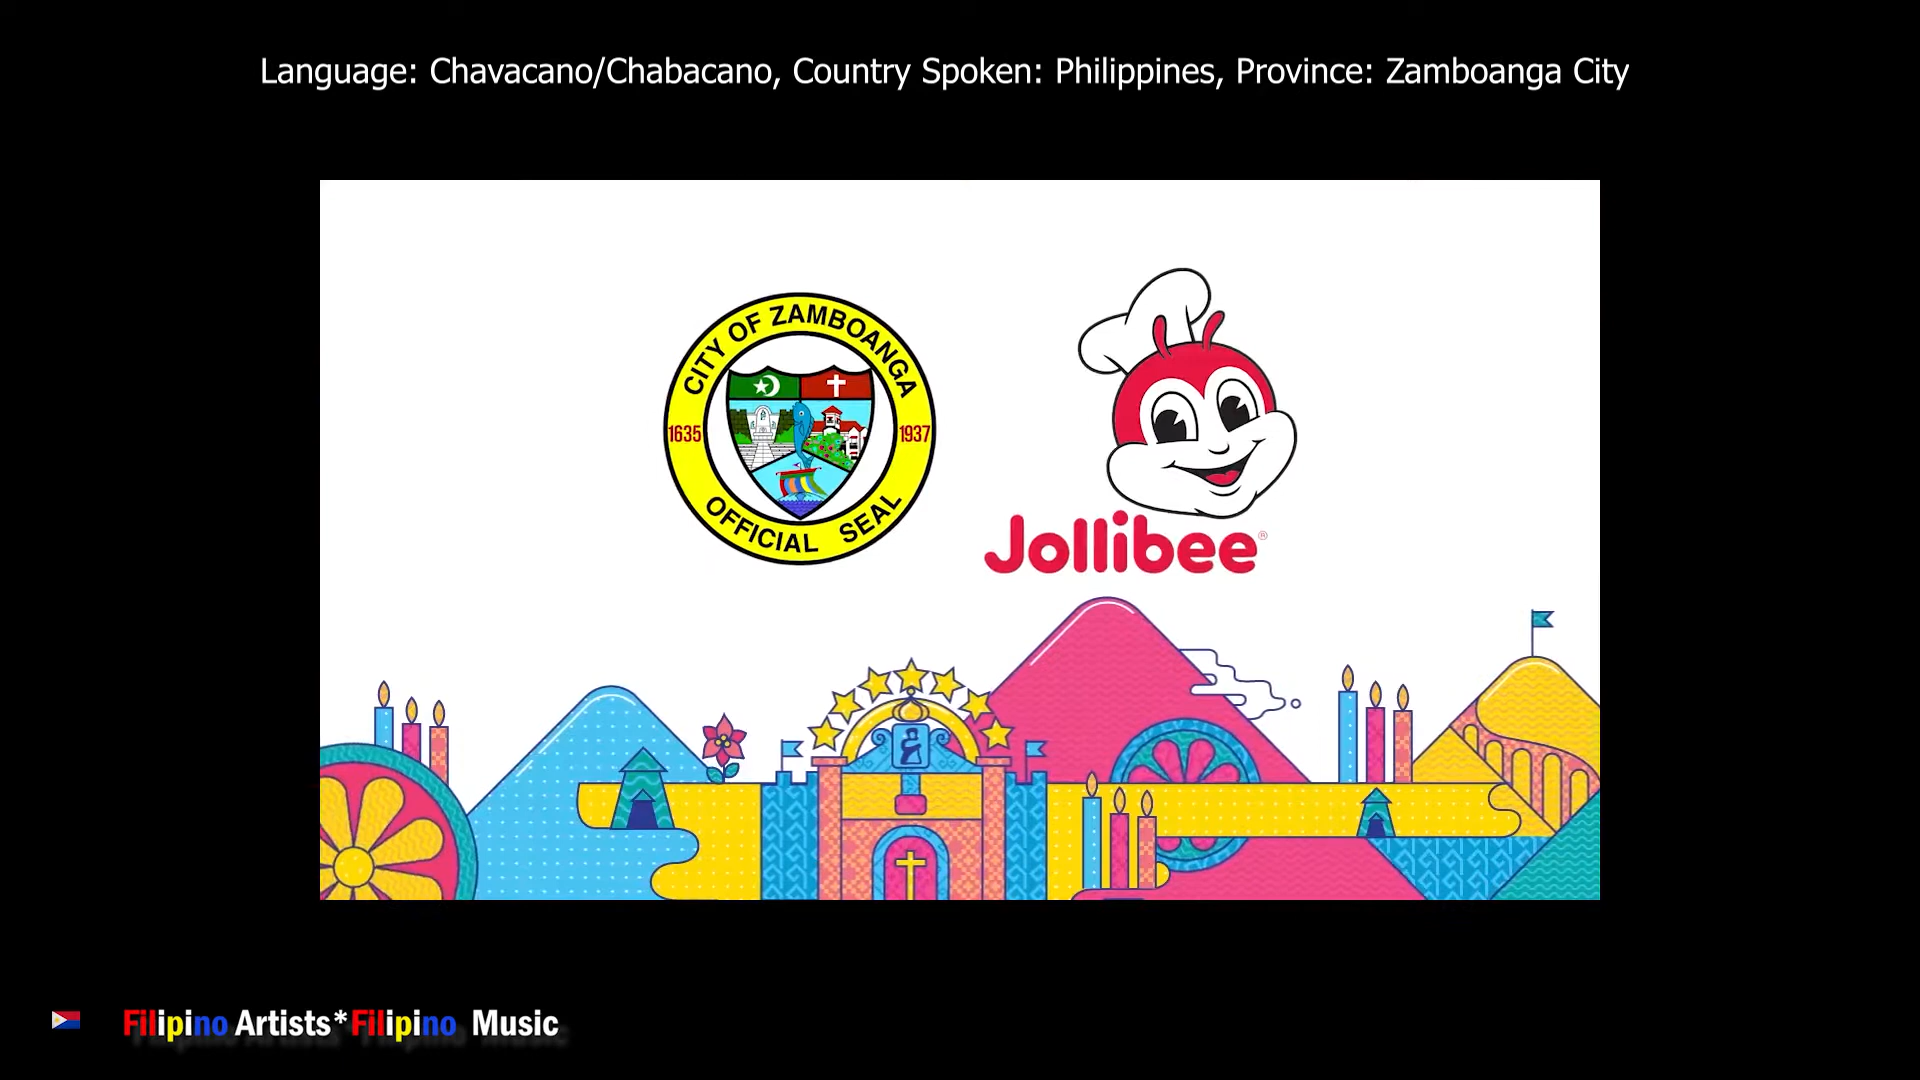 Language: Chavacano/Chabacano, Country Spoken: Philippines, Province: Zamboanga City
CITY OF ZAMBOANGA
1635
1937
OFFICIAL SEAL
Jollibee®
Filipino Artists*Filipino Music